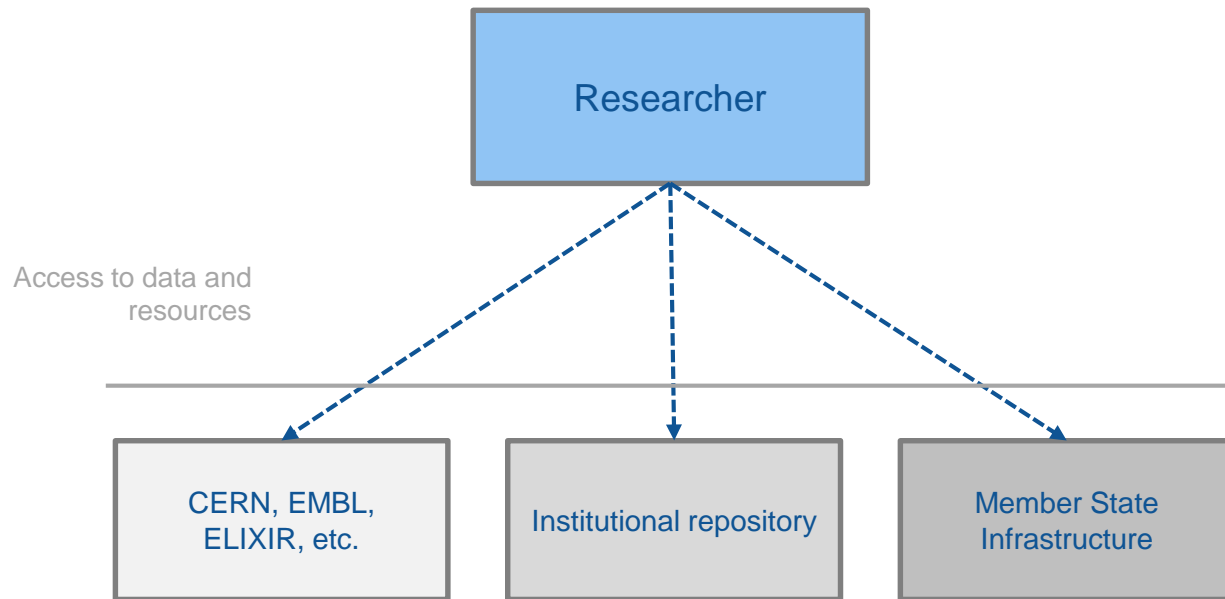 Researcher
Access to data and
resources
CERN, EMBL,
ELIXIR, etc.
Institutional repository
Member State
Infrastructure